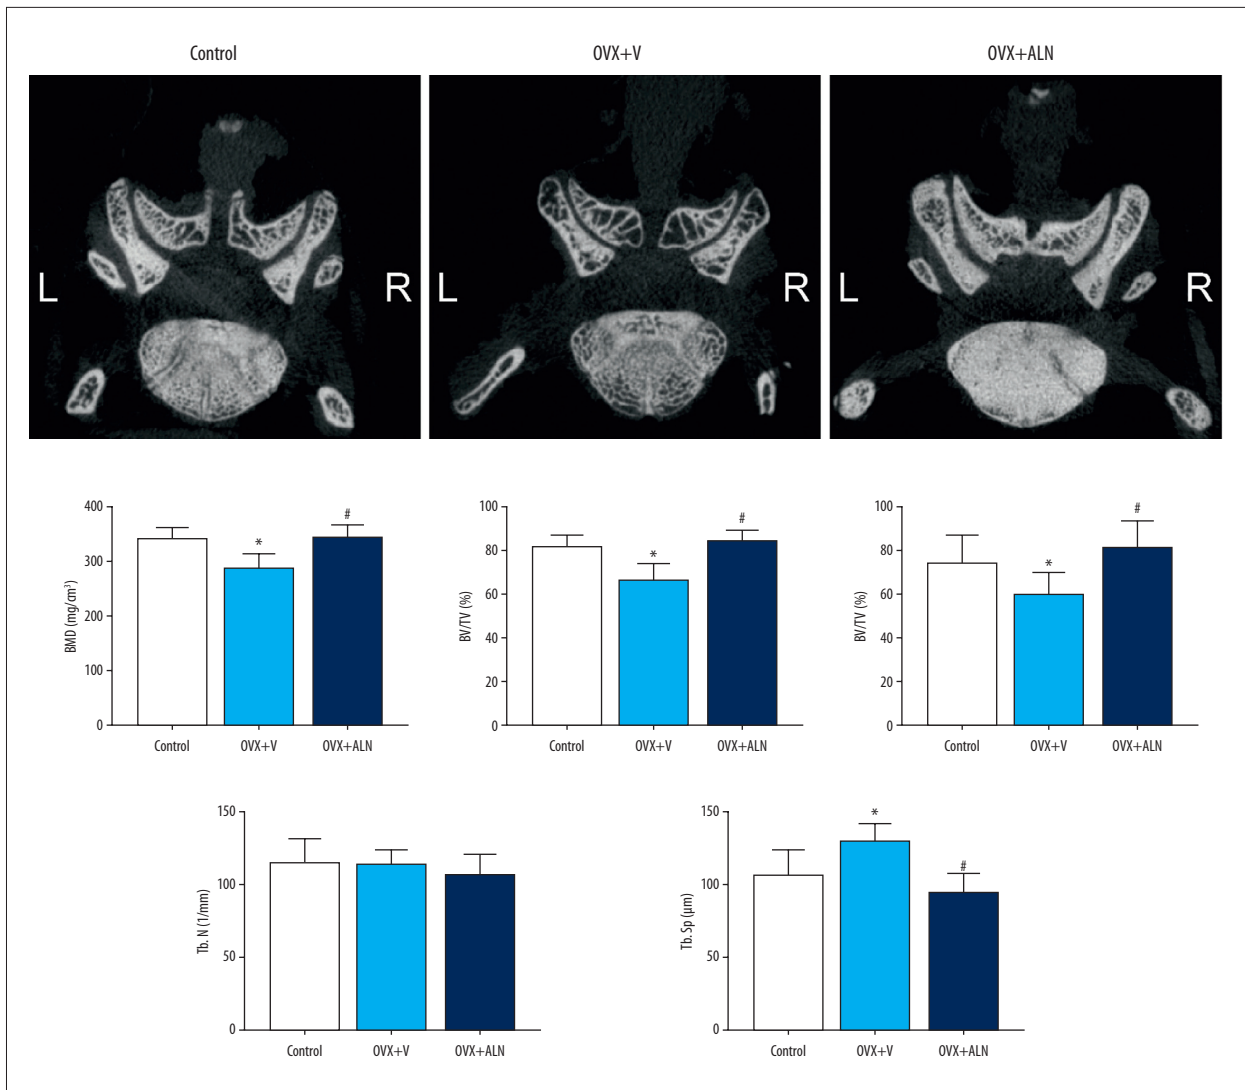 Control
OVX+V
OVX+ALN
L
R
L
R
L
R
400
300
200
100
0
BMD (mg/cm³)
*
#
Control
OVX+V
OVX+ALN
100
80
60
40
20
0
BV/TV (%)
*
#
Control
OVX+V
OVX+ALN
100
80
60
40
20
0
BV/TV (%)
*
#
Control
OVX+V
OVX+ALN
150
100
50
0
Tb. N (1/mm)
Control
OVX+V
OVX+ALN
150
100
50
0
Tb. Sp (µm)
*
#
Control
OVX+V
OVX+ALN